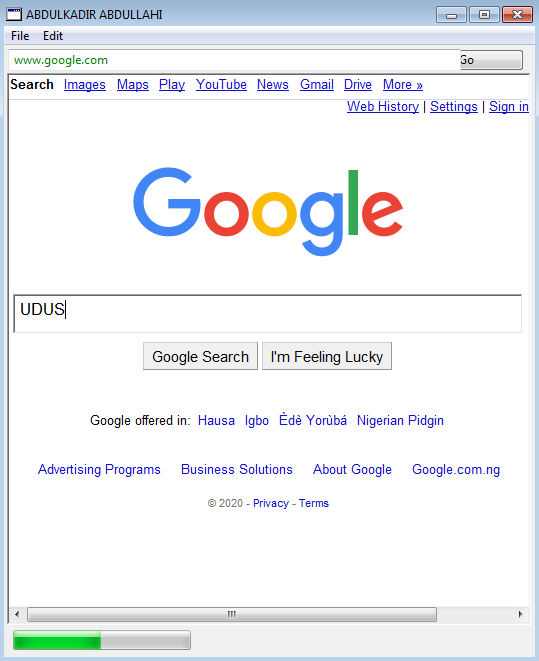 ABDULKADIR ABDULLAHI
File Edit
www.google.com Go
Search Images Maps Play YouTube News Gmail Drive More »
Web History | Settings | Sign in
Google
UDUS
Google Search I'm Feeling Lucky
Google offered in: Hausa Igbo Èdè Yorùbá Nigerian Pidgin
Advertising Programs Business Solutions About Google Google.com.ng
© 2020 - Privacy - Terms